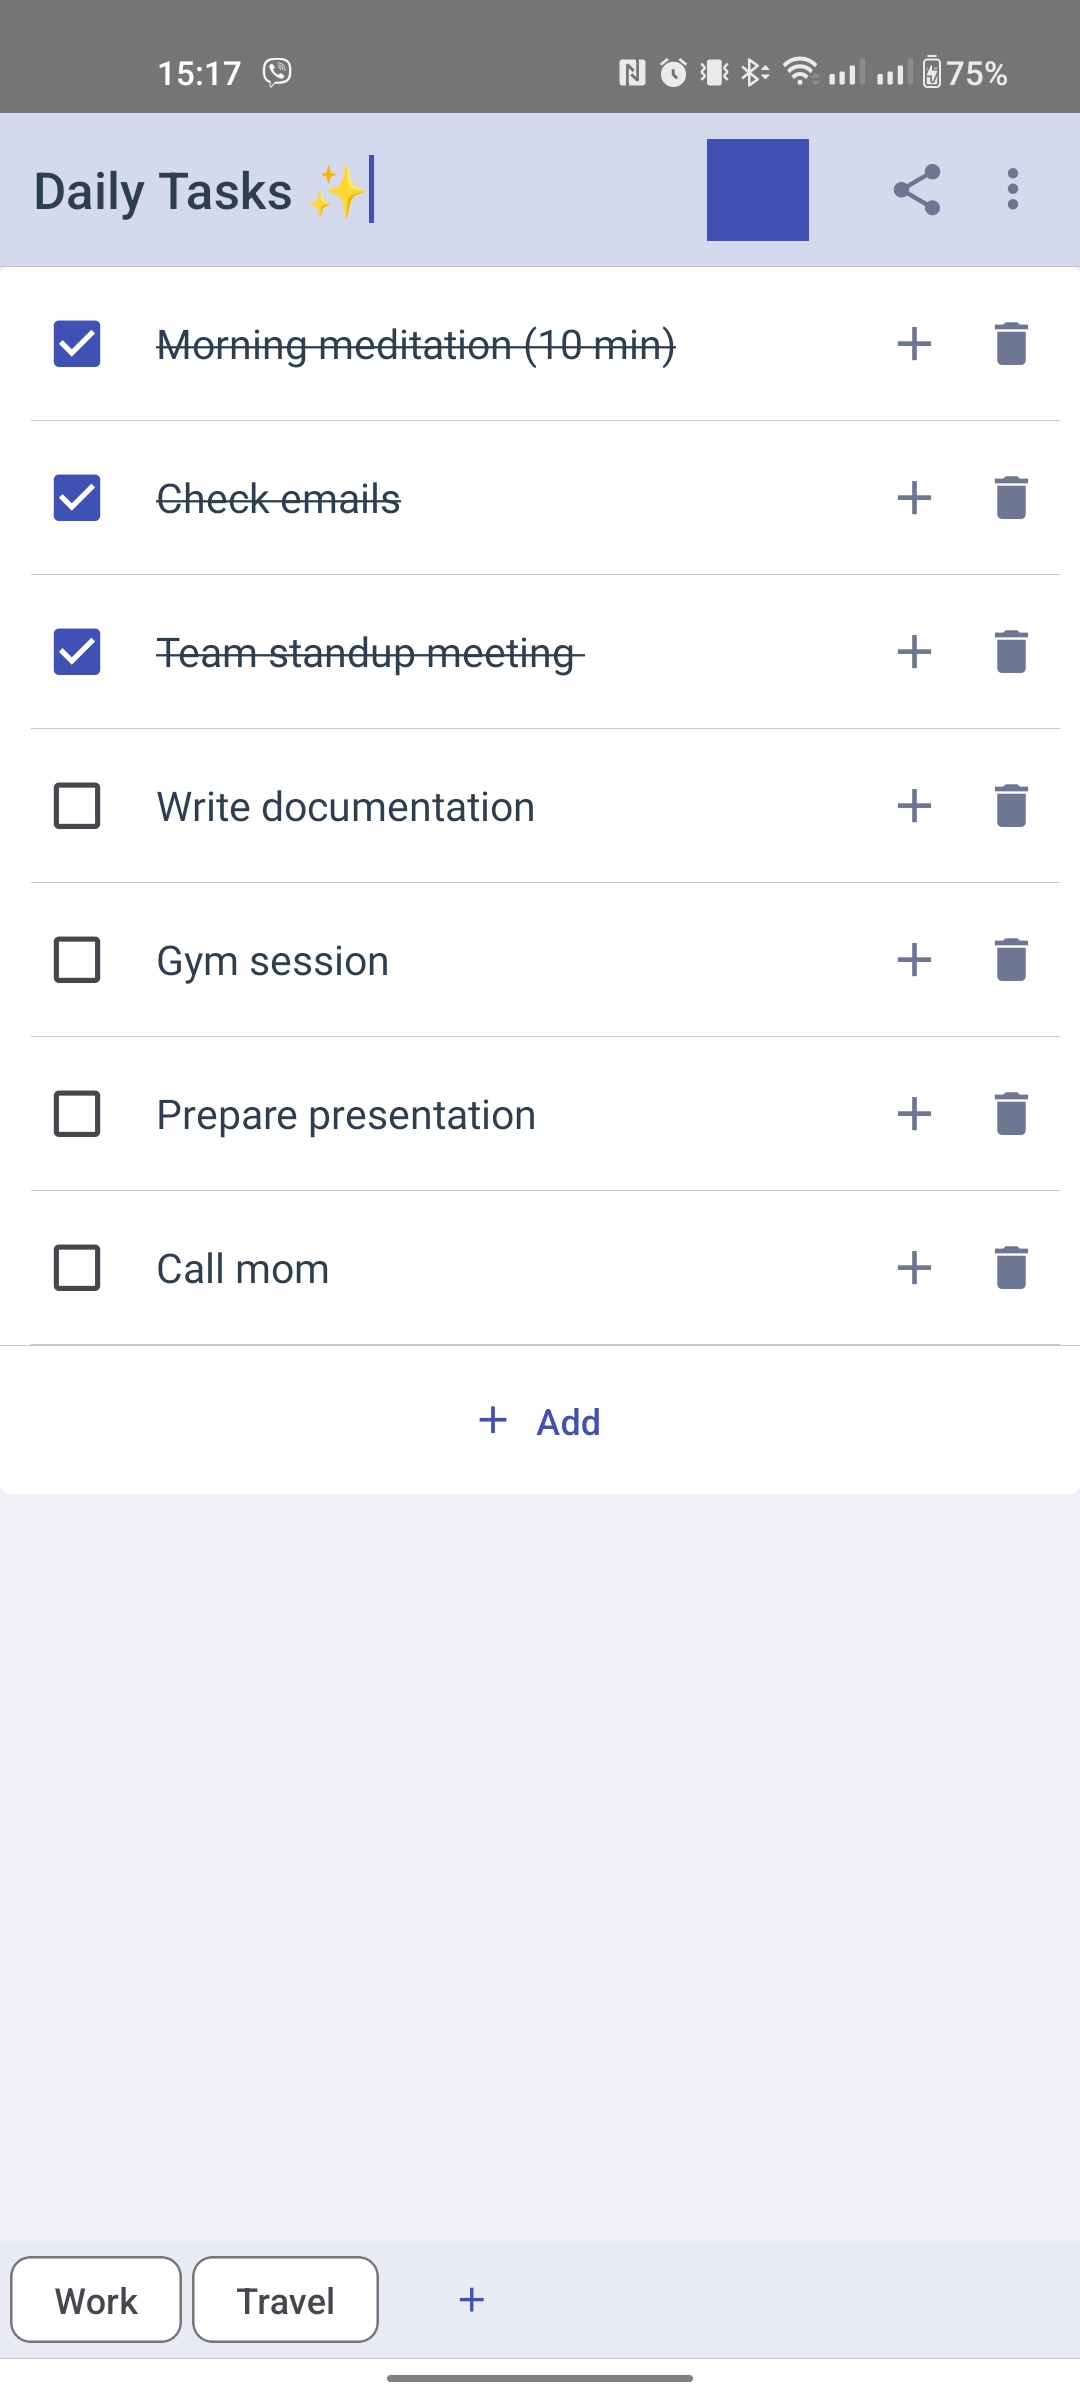 15:17 75%
Daily Tasks ✨
Morning meditation (10 min)
Check emails
Team standup meeting
Write documentation
Gym session
Prepare presentation
Call mom
+ Add
Work Travel +